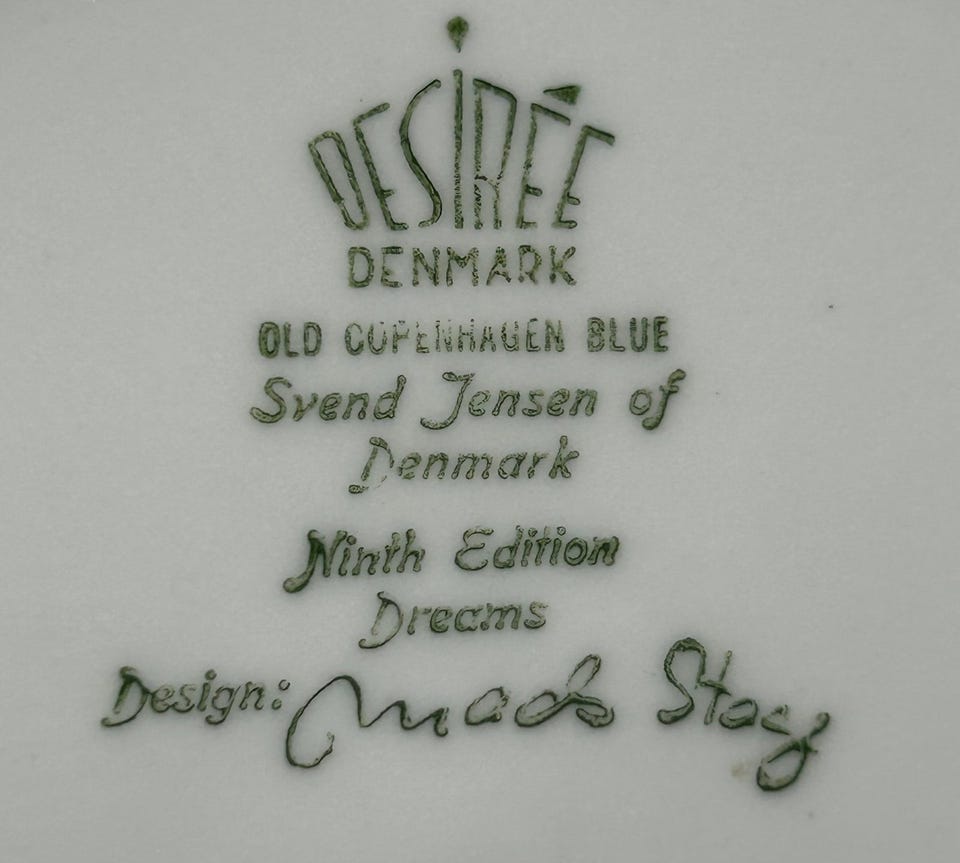 DESIRÉE
DENMARK
OLD COPENHAGEN BLUE
Svend Jensen of
Denmark
Ninth Edition
Dreams
Design: Mads Stage